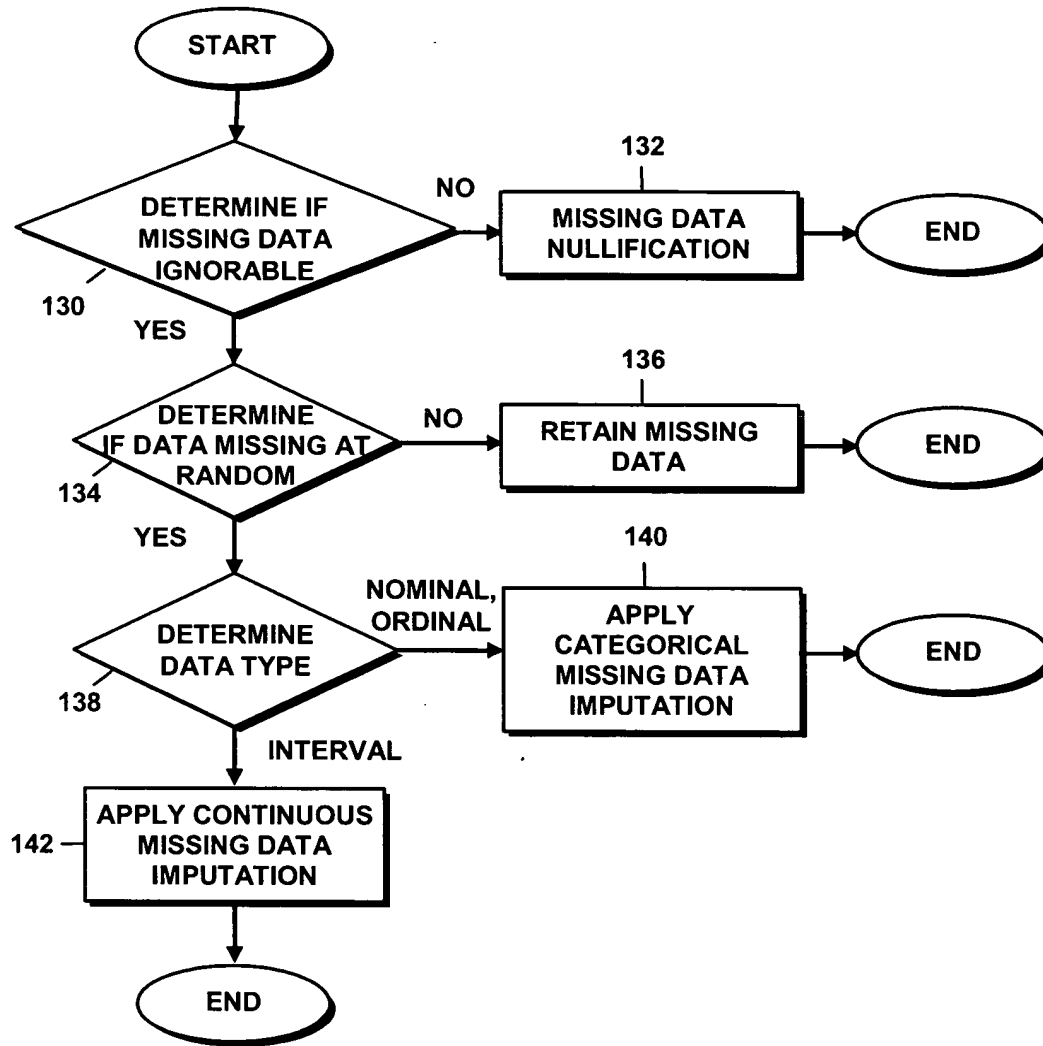 START
132
DETERMINE IF
MISSING DATA
IGNORABLE
NO
MISSING DATA
NULLIFICATION
END
130
YES
136
DETERMINE
IF DATA MISSING AT
RANDOM
NO
RETAIN MISSING
DATA
END
134
YES
140
DETERMINE
DATA TYPE
NOMINAL,
ORDINAL
APPLY
CATEGORICAL
MISSING DATA
IMPUTATION
END
138
INTERVAL
142
APPLY CONTINUOUS
MISSING DATA
IMPUTATION
END